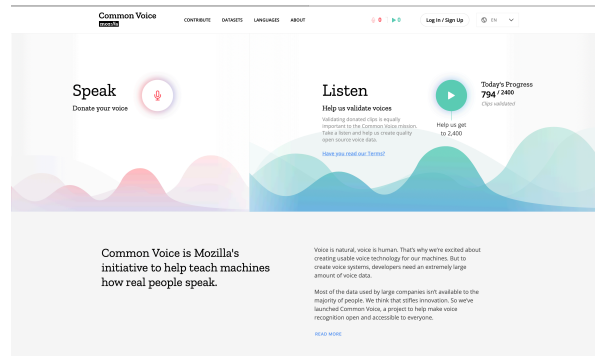 Common Voice
mozilla
CONTRIBUTE DATASETS LANGUAGES ABOUT
0 0
Log In / Sign Up
EN
Speak
Donate your voice
Listen
Help us validate voices
Validating donated clips is equally
important to the Common Voice mission.
Take a listen and help us create quality
open source voice data.
Have you read our Terms?
Help us get
to 2,400
Today's Progress
794 / 2400
Clips validated
Common Voice is Mozilla's
initiative to help teach machines
how real people speak.
Voice is natural, voice is human. That's why we're excited about
creating usable voice technology for our machines. But to
create voice systems, developers need an extremely large
amount of voice data.
Most of the data used by large companies isn't available to the
majority of people. We think that stifles innovation. So we've
launched Common Voice, a project to help make voice
recognition open and accessible to everyone.
READ MORE